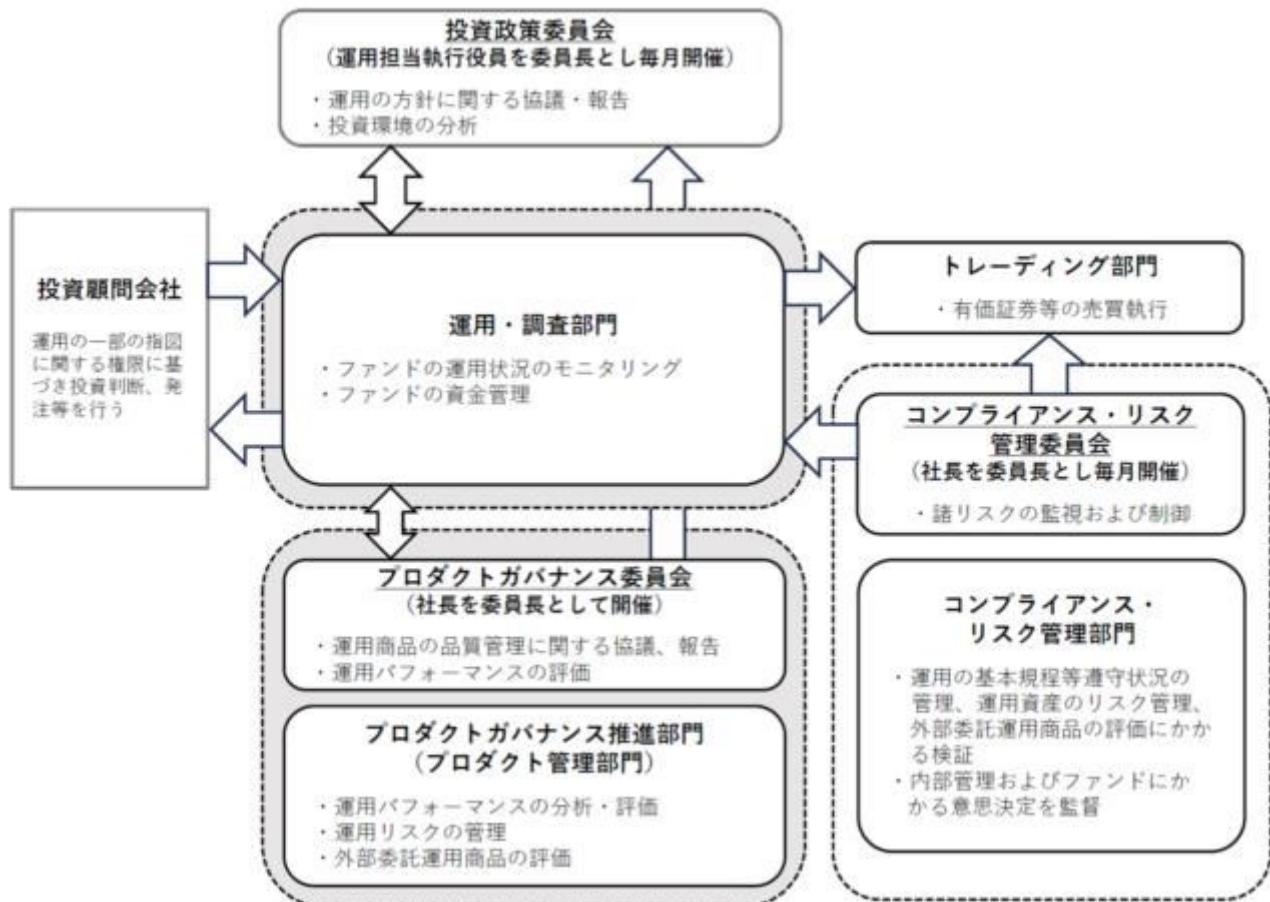 投資政策委員会
（運用担当執行役員を委員長とし毎月開催）
・運用の方針に関する協議・報告
・投資環境の分析
投資顧問会社
運用の一部の指図
に関する権限に基
づき投資判断、発
注等を行う
運用・調査部門
・ファンドの運用状況のモニタリング
・ファンドの資金管理
トレーディング部門
・有価証券等の売買執行
コンプライアンス・リスク
管理委員会
（社長を委員長とし毎月開催）
・諸リスクの監視および制御
プロダクトガバナンス委員会
（社長を委員長として開催）
・運用商品の品質管理に関する協議、報告
・運用パフォーマンスの評価
プロダクトガバナンス推進部門
（プロダクト管理部門）
・運用パフォーマンスの分析・評価
・運用リスクの管理
・外部委託運用商品の評価
コンプライアンス・
リスク管理部門
・運用の基本規程等遵守状況の
管理、運用資産のリスク管理、
外部委託運用商品の評価にかか
る検証
・内部管理およびファンドにか
かる意思決定を監督